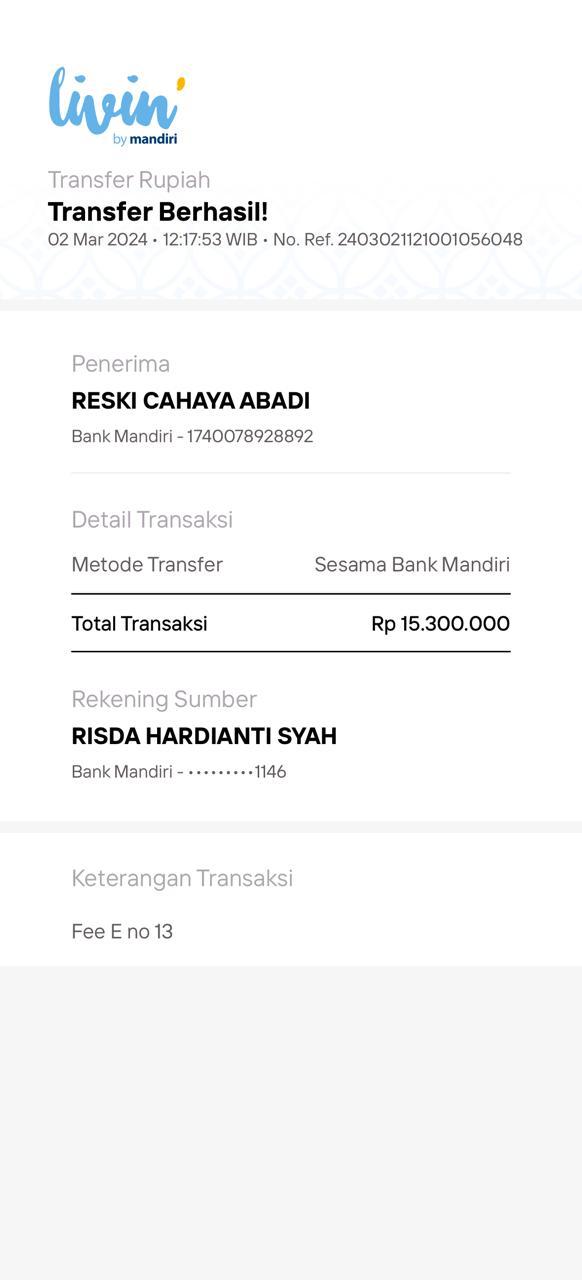 livin'
by mandiri
Transfer Rupiah
Transfer Berhasil!
02 Mar 2024 • 12:17:53 WIB • No. Ref. 2403021121001056048
Penerima
RESKI CAHAYA ABADI
Bank Mandiri - 1740078928892
Detail Transaksi
Metode Transfer Sesama Bank Mandiri
Total Transaksi Rp 15.300.000
Rekening Sumber
RISDA HARDIANTI SYAH
Bank Mandiri - •••••••••1146
Keterangan Transaksi
Fee E no 13